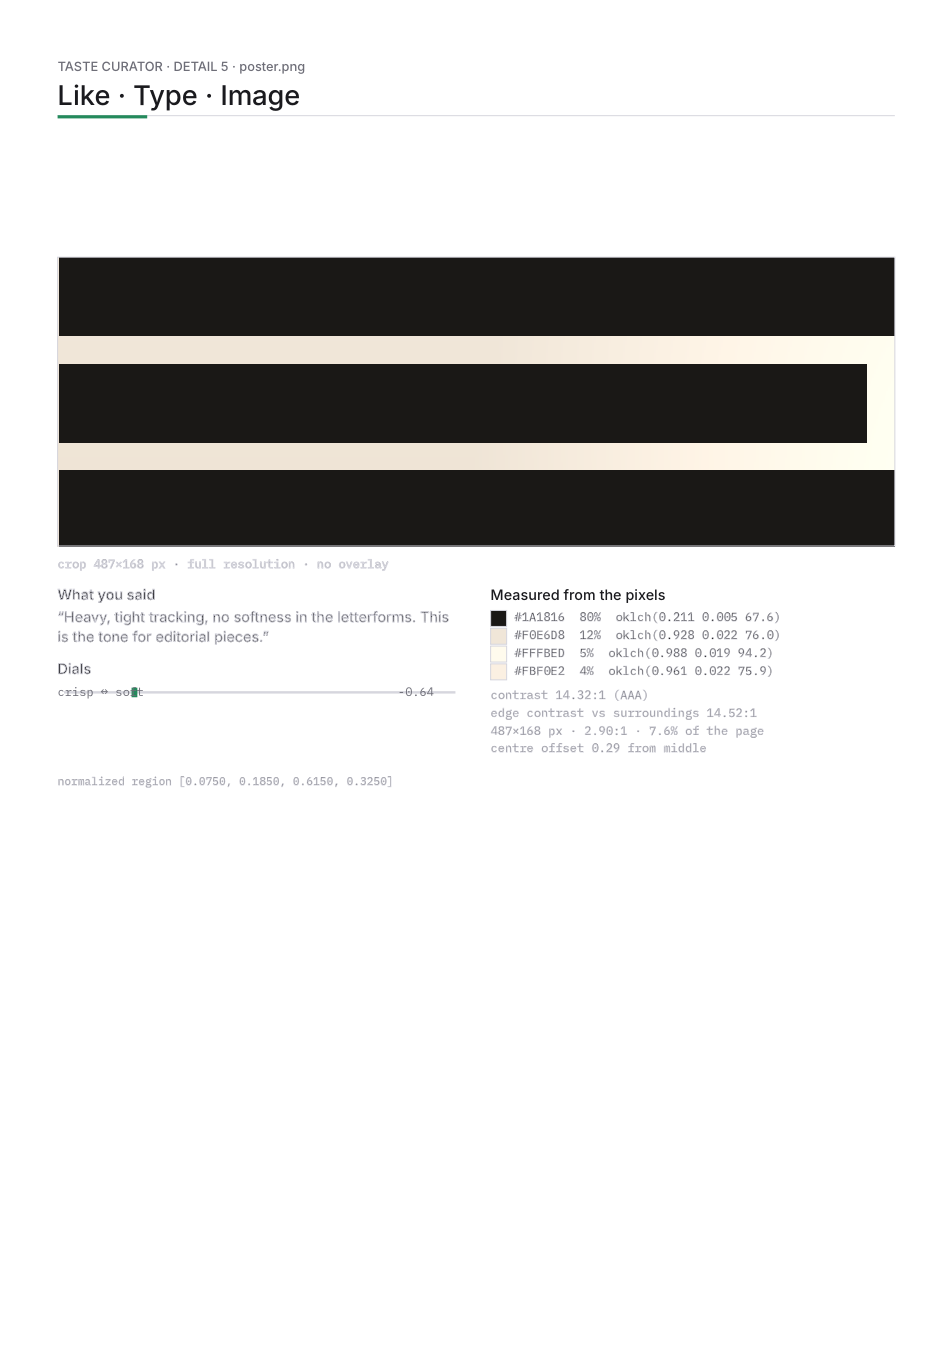 TASTE CURATOR · DETAIL 5 · poster.png
Like · Type · Image
crop 487×168 px · full resolution · no overlay
What you said
“Heavy, tight tracking, no softness in the letterforms. This
is the tone for editorial pieces.”
Dials
crisp ↔ soft -0.64
normalized region [0.0750, 0.1850, 0.6150, 0.3250]
Measured from the pixels
#1A1816 80% oklch(0.211 0.005 67.6)
#F0E6D8 12% oklch(0.928 0.022 76.0)
#FFFBED 5% oklch(0.988 0.019 94.2)
#FBF0E2 4% oklch(0.961 0.022 75.9)
contrast 14.32:1 (AAA)
edge contrast vs surroundings 14.52:1
487×168 px · 2.90:1 · 7.6% of the page
centre offset 0.29 from middle